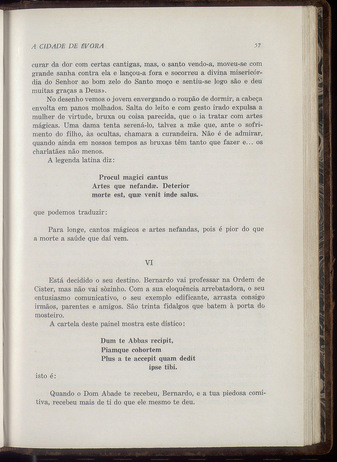 A CIDADE DE EVORA 57
curar da dor com certas cantigas, mas, o santo vendo-a, moveu-se com
grande sanha contra ela e lançou-a fora e socorreu a divina misericór-
dia do Senhor ao bom zelo do Santo moço e sentiu-se logo são e deu
muitas graças a Deus».
No desenho vemos o jovem envergando o roupão de dormir, a cabeça
envolta em panos molhados. Salta do leito e com gesto irado expulsa a
mulher de virtude, bruxa ou coisa parecida, que o ia tratar com artes
mágicas. Uma dama tenta serená-lo, talvez a mãe que, ante o sofri-
mento do filho, às ocultas, chamara a curandeira. Não é de admirar,
quando ainda em nossos tempos as bruxas têm tanto que fazer e... os
charlatães não menos.
A legenda latina diz:
Procul magici cantus
Artes que nefandæ. Deterior
morte est, quæ venit inde salus.
que podemos traduzir:
Para longe, cantos mágicos e artes nefandas, pois é pior do que
a morte a saúde que daí vem.
VI
Está decidido o seu destino. Bernardo vai professar na Ordem de
Cister, mas não vai sòzinho. Com a sua eloquência arrebatadora, o seu
entusiasmo comunicativo, o seu exemplo edificante, arrasta consigo
irmãos, parentes e amigos. São trinta fidalgos que batem à porta do
mosteiro.
A cartela deste painel mostra este dístico:
Dum te Abbas recipit,
Piamque cohortem
Plus a te accepit quam dedit
ipse tibi.
isto é:
Quando o Dom Abade te recebeu, Bernardo, e a tua piedosa comi-
tiva, recebeu mais de ti do que ele mesmo te deu.